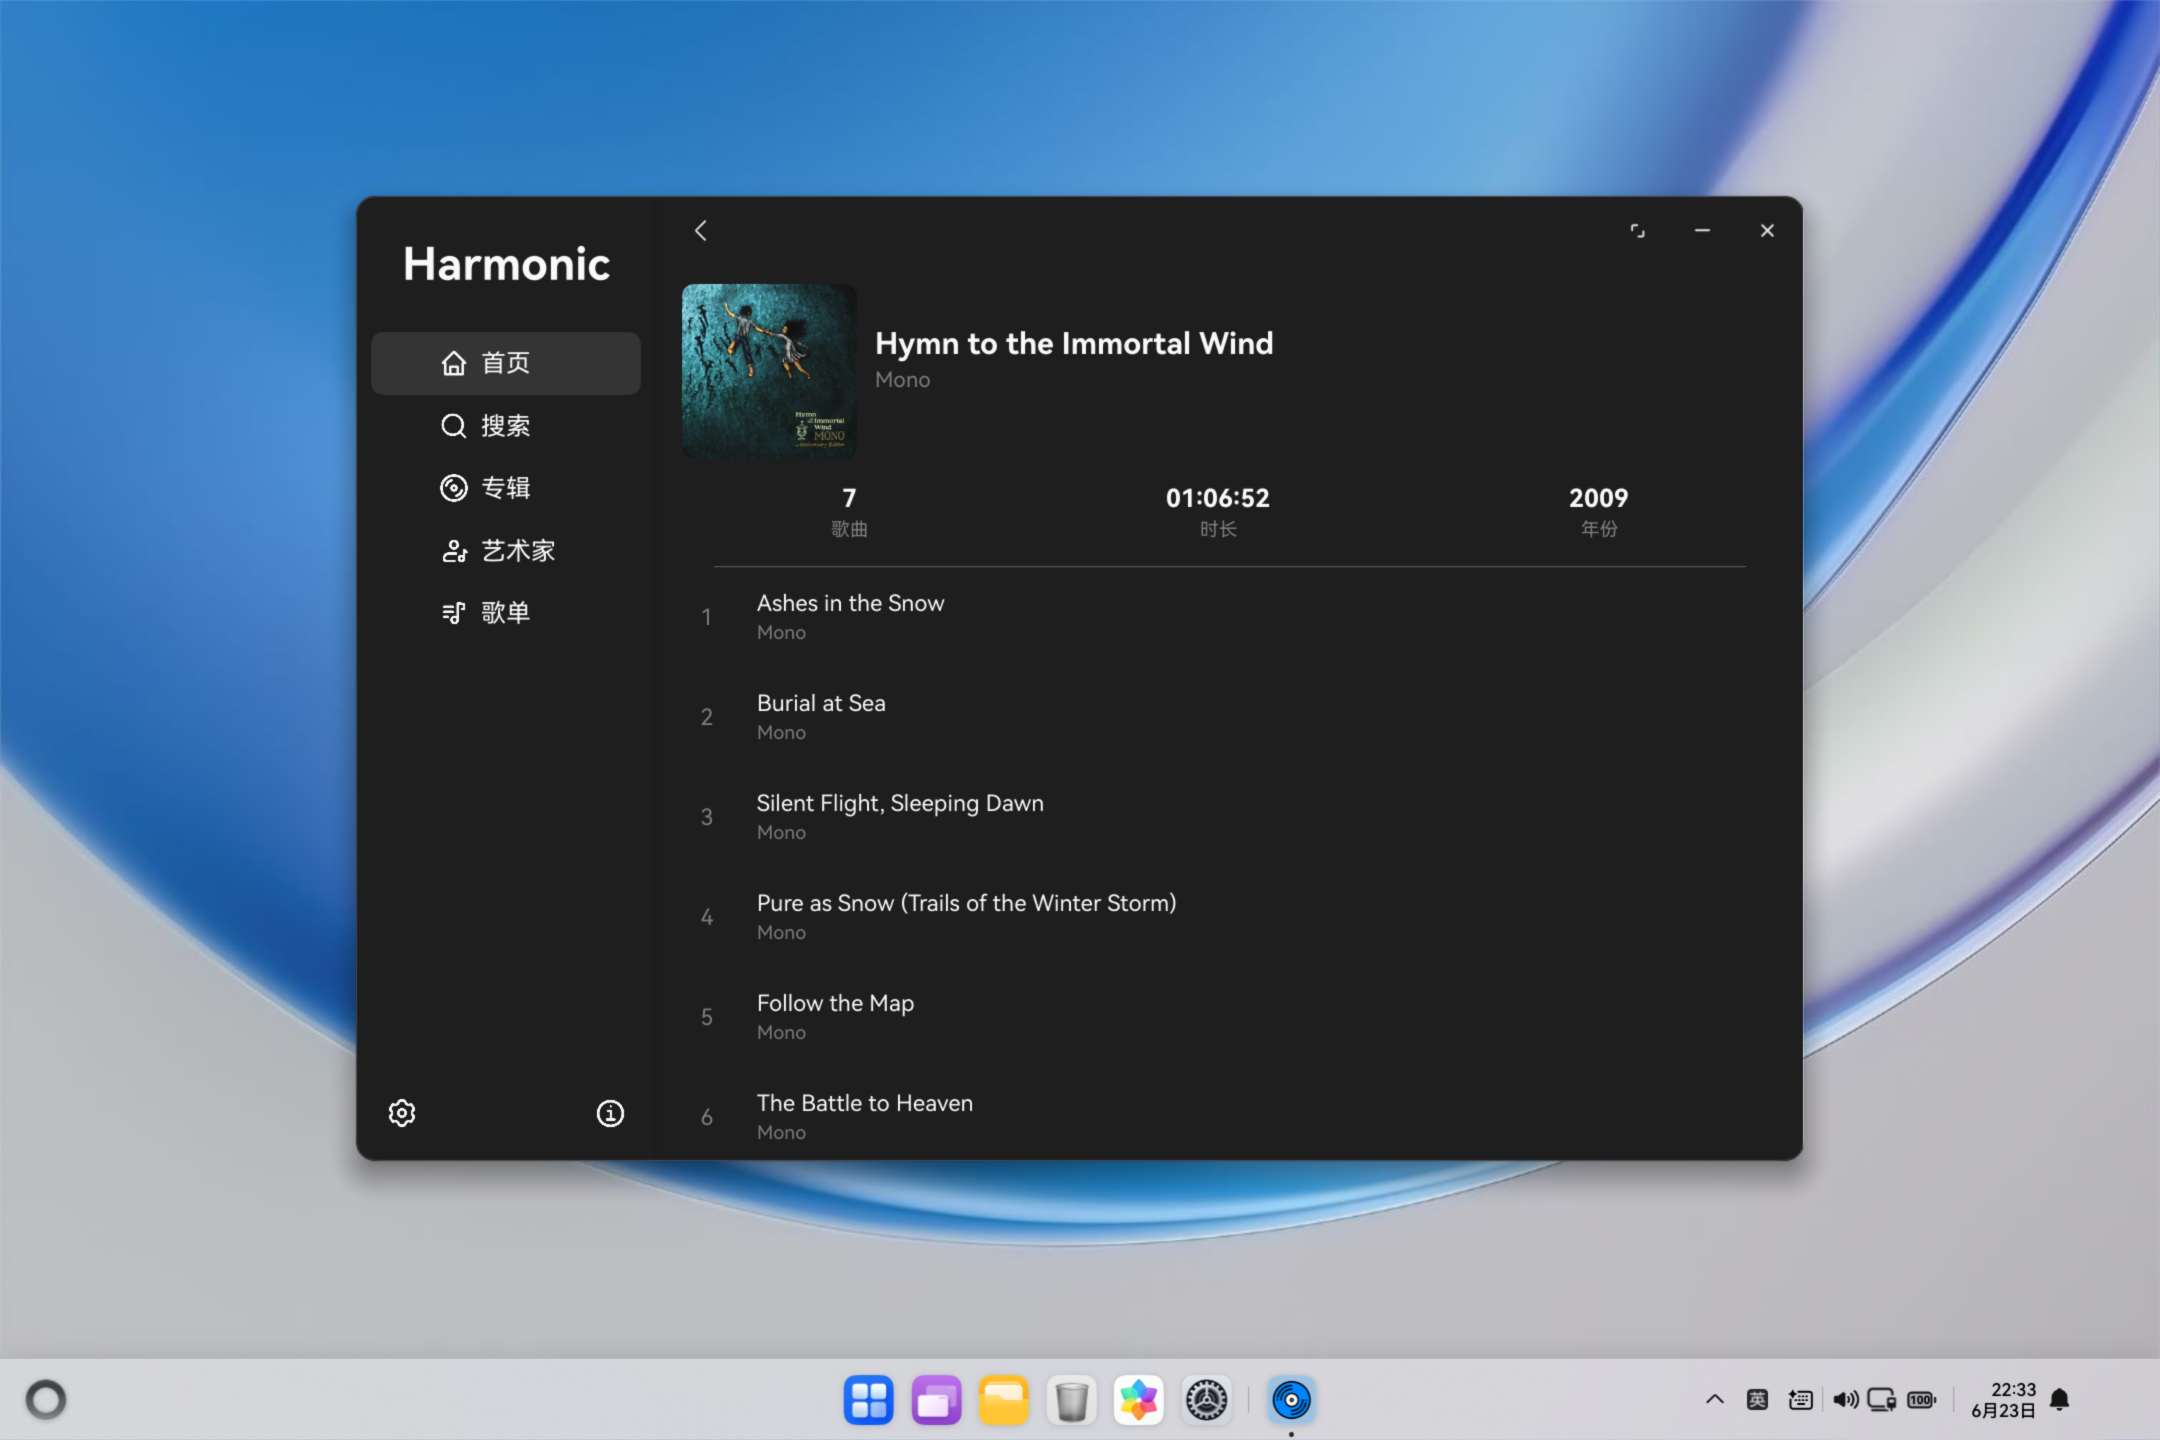 Harmonic
首页
搜索
专辑
艺术家
歌单
Hymn to the Immortal Wind
Mono
Hymn
Immortal
Wind
MONO
7
歌曲
01:06:52
时长
2009
年份
1
Ashes in the Snow
Mono
2
Burial at Sea
Mono
3
Silent Flight, Sleeping Dawn
Mono
4
Pure as Snow (Trails of the Winter Storm)
Mono
5
Follow the Map
Mono
6
The Battle to Heaven
Mono
英
100
22:33
6月23日